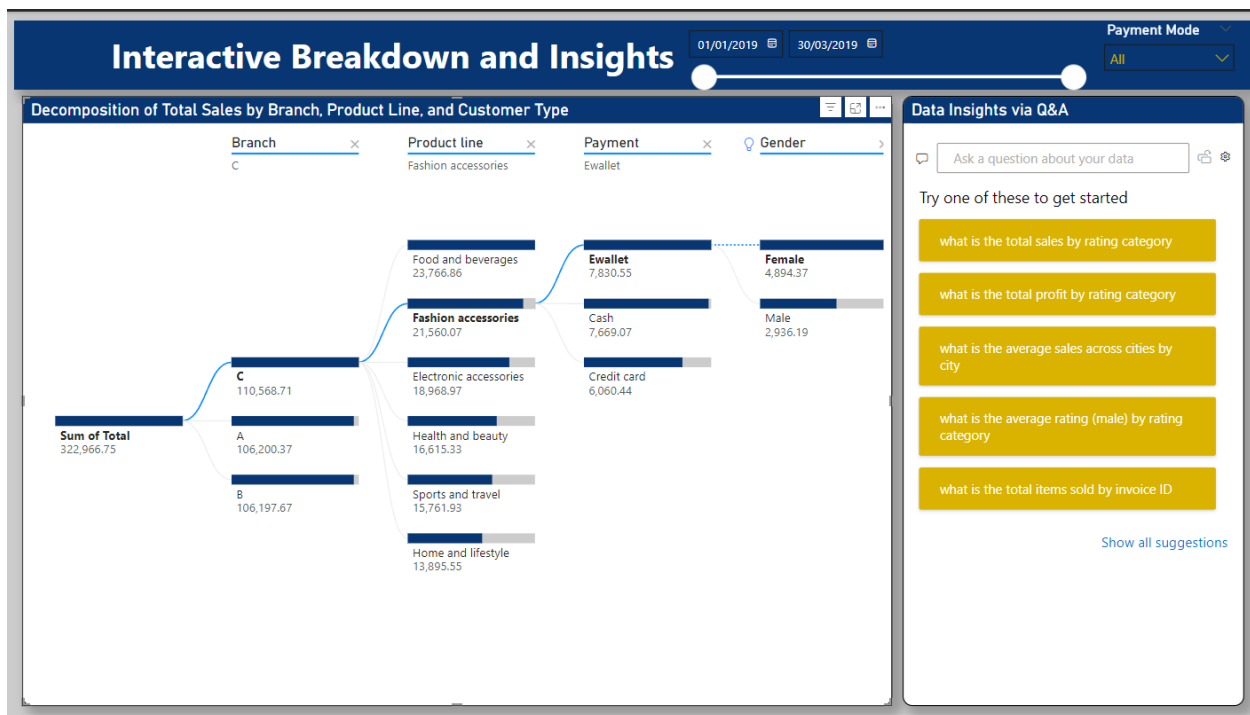 Interactive Breakdown and Insights
01/01/2019
30/03/2019
Payment Mode
All
Decomposition of Total Sales by Branch, Product Line, and Customer Type
Branch
C
Product line
Fashion accessories
Payment
Ewallet
Gender
Sum of Total
322,966.75
C
110,568.71
A
106,200.37
B
106,197.67
Food and beverages
23,766.86
Fashion accessories
21,560.07
Electronic accessories
18,968.97
Health and beauty
16,615.33
Sports and travel
15,761.93
Home and lifestyle
13,895.55
Ewallet
7,830.55
Cash
7,669.07
Credit card
6,060.44
Female
4,894.37
Male
2,936.19
Data Insights via Q&A
Ask a question about your data
Try one of these to get started
what is the total sales by rating category
what is the total profit by rating category
what is the average sales across cities by
city
what is the average rating (male) by rating
category
what is the total items sold by invoice ID
Show all suggestions